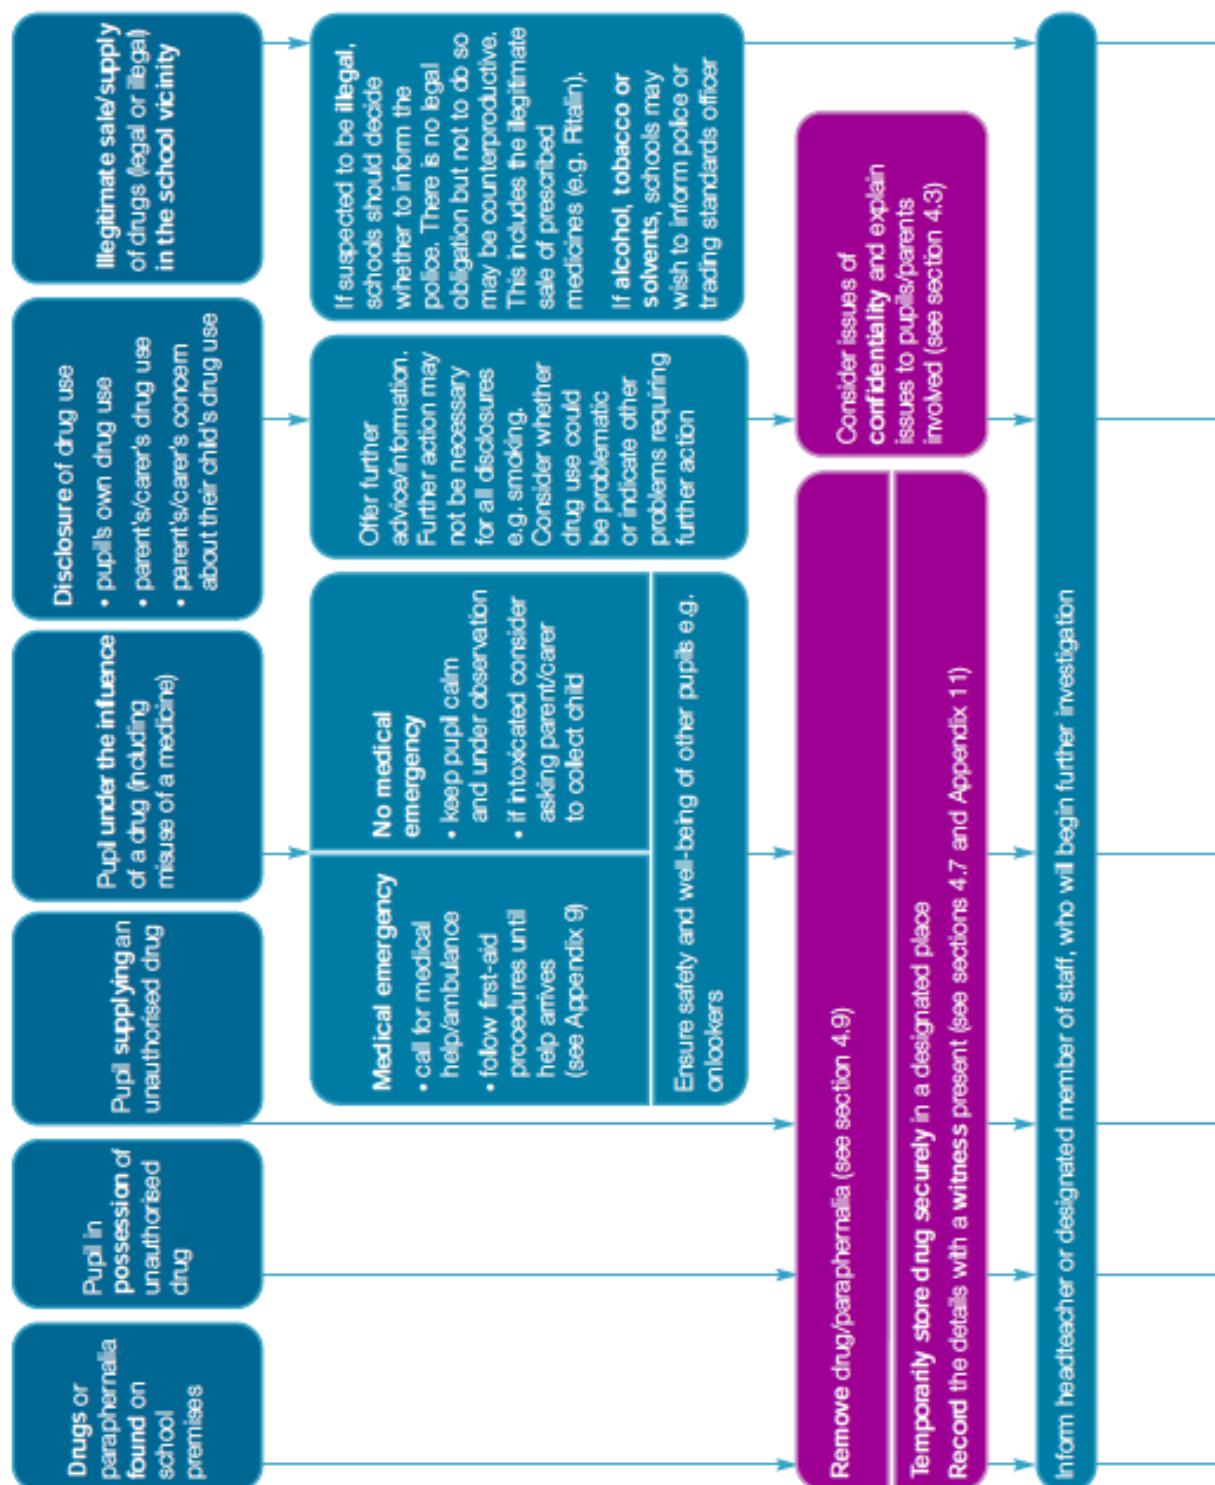 Drugs or
paraphernalia
found on
school
premises
Pupil in
possession of
unauthorised
drug
Pupil supplying an
unauthorised drug
Pupil under the influence
of a drug (including
misuse of a medicine)
Disclosure of drug use
• pupil's own drug use
• parent's/carer's drug use
• parent's/carer's concern
about their child's drug use
Illegitimate sale/supply
of drugs (legal or illegal)
in the school vicinity
Medical emergency
• call for medical
help/ambulance
• follow first-aid
procedures until
help arrives
(see Appendix 9)
No medical
emergency
• keep pupil calm
and under observation
• if intoxicated consider
asking parent/carer
to collect child
Ensure safety and well-being of other pupils e.g.
onlookers
Offer further
advice/information.
Further action may
not be necessary
for all disclosures
e.g. smoking.
Consider whether
drug use could
be problematic
or indicate other
problems requiring
further action
If suspected to be illegal,
schools should decide
whether to inform the
police. There is no legal
obligation but not to do so
may be counterproductive.
This includes the illegitimate
sale of prescribed
medicines (e.g. Ritalin).
If alcohol, tobacco or
solvents, schools may
wish to inform police or
trading standards officer
Remove drug/paraphernalia (see section 4.9)
Temporarily store drug securely in a designated place
Record the details with a witness present (see sections 4.7 and Appendix 11)
Consider issues of
confidentiality and explain
issues to pupils/parents
involved (see section 4.3)
Inform headteacher or designated member of staff, who will begin further investigation